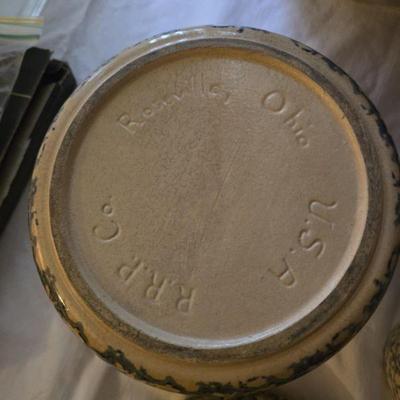 R.R.P. Co.
Roseville, Ohio
U.S.A.